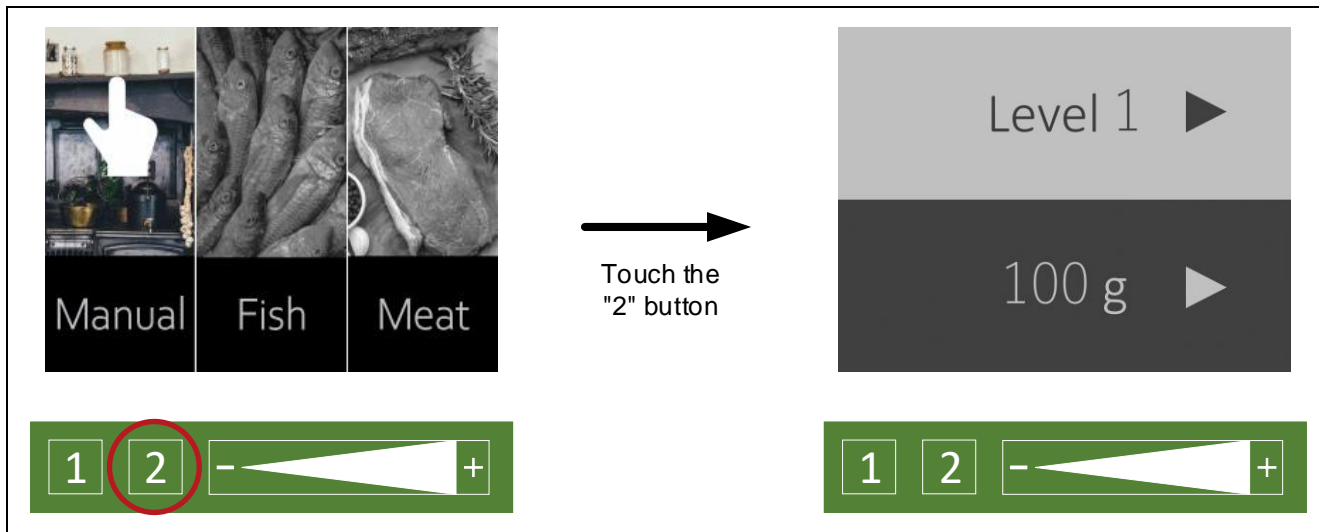 Manual Fish Meat
1 2 - +
Touch the
"2" button
Level 1
100 g
1 2 - +